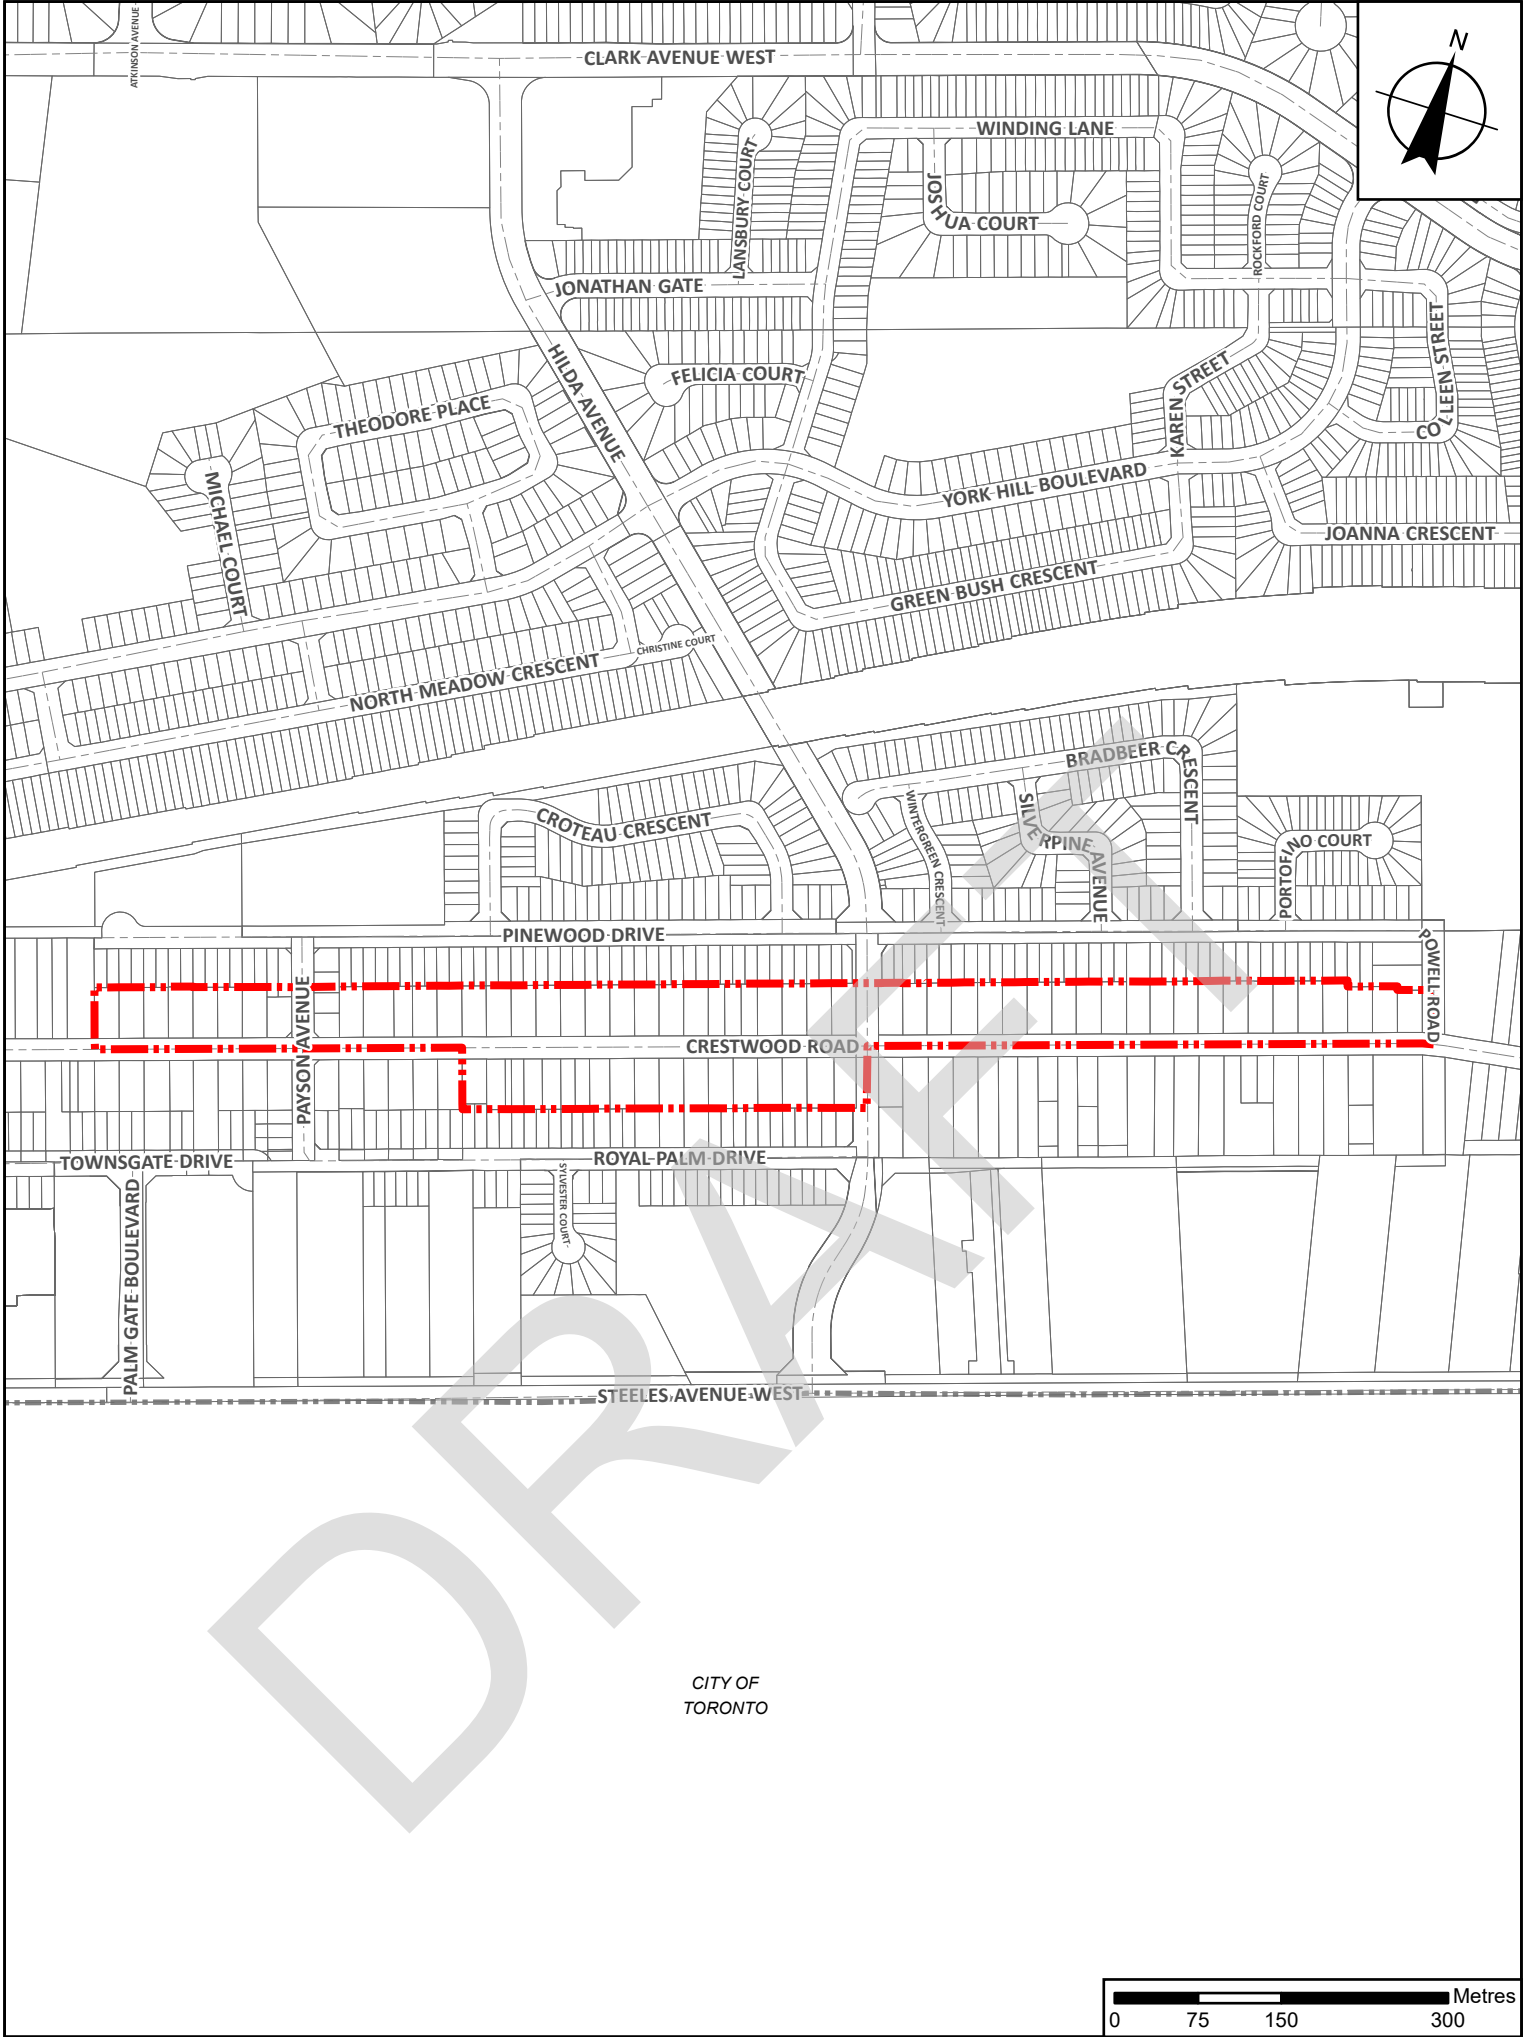 ATKINSON AVENUE
CLARK AVENUE WEST
N
WINDING LANE
LANSBURY COURT
JOSHUA COURT
ROCKFORD COURT
JONATHAN GATE
HILDA AVENUE
FELICIA COURT
KAREN STREET
COLLEEN STREET
THEODORE PLACE
MICHAEL COURT
YORK HILL BOULEVARD
JOANNA CRESCENT
GREEN BUSH CRESCENT
CHRISTINE COURT
NORTH MEADOW CRESCENT
BRADBEER CRESCENT
CROTEAU CRESCENT
WINTERGREEN CRESCENT
SILVERPINE AVENUE
PORTOFINO COURT
PINEWOOD DRIVE
POWELL ROAD
PAYSON AVENUE
CRESTWOOD ROAD
TOWNSGATE DRIVE
ROYAL PALM DRIVE
SYLVESTER COURT
PALM GATE BOULEVARD
STEELES AVENUE WEST
DRAFT
CITY OF
TORONTO
Metres
0 75 150 300